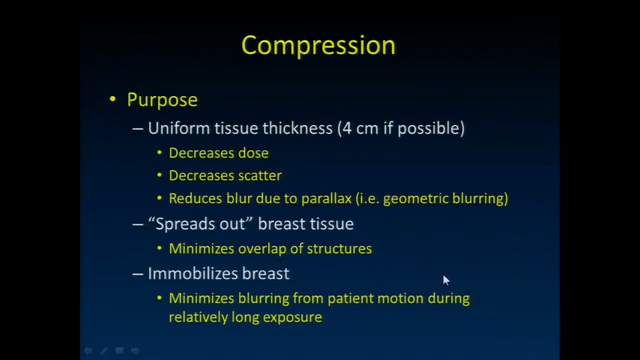 Compression
• Purpose
– Uniform tissue thickness (4 cm if possible)
• Decreases dose
• Decreases scatter
• Reduces blur due to parallax (i.e. geometric blurring)
– “Spreads out” breast tissue
• Minimizes overlap of structures
– Immobilizes breast
• Minimizes blurring from patient motion during
relatively long exposure